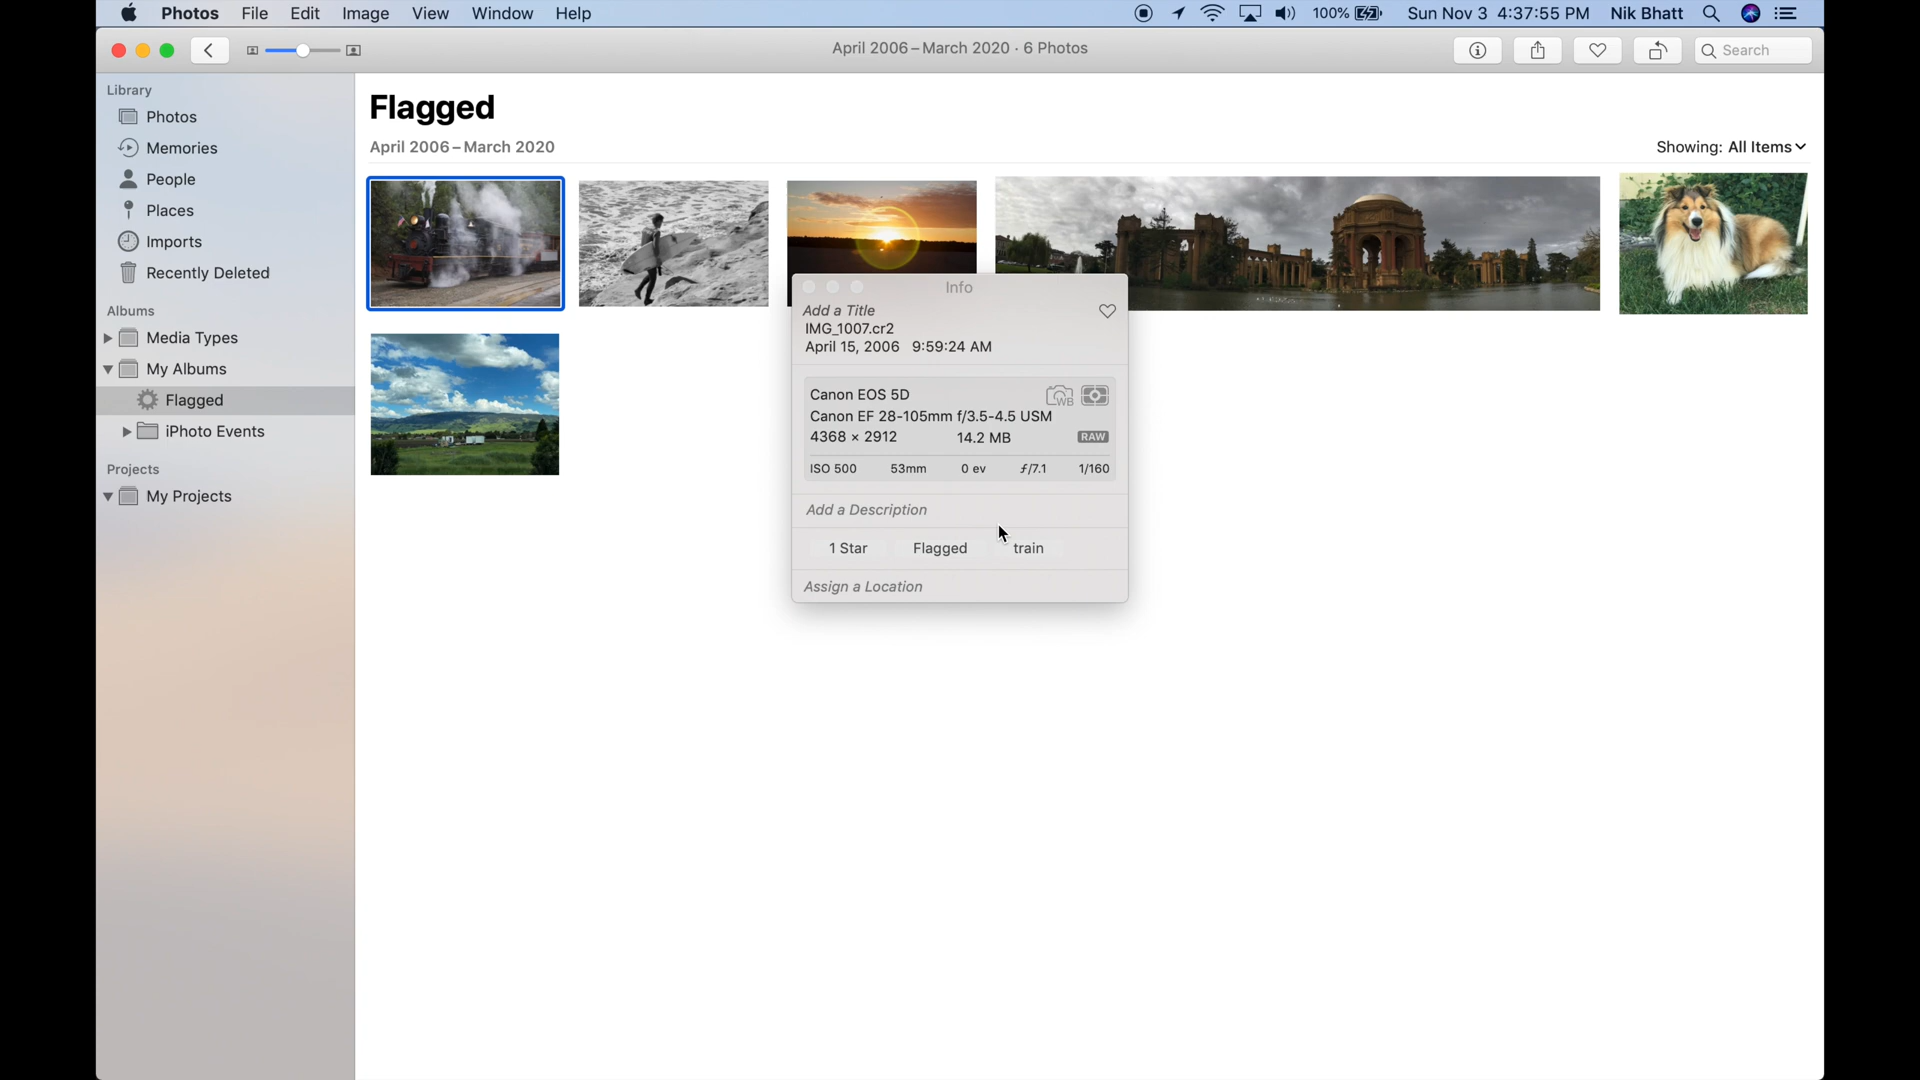 Photos File Edit Image View Window Help 100% Sun Nov 3 4:37:55 PM Nik Bhatt
April 2006 – March 2020 · 6 Photos
Search
Library
Photos
Memories
People
Places
Imports
Recently Deleted
Albums
Media Types
My Albums
Flagged
iPhoto Events
Projects
My Projects
Flagged
April 2006 – March 2020
Showing: All Items
Info
Add a Title
IMG_1007.cr2
April 15, 2006 9:59:24 AM
Canon EOS 5D
WB
Canon EF 28-105mm f/3.5-4.5 USM
4368 × 2912 14.2 MB RAW
ISO 500 53mm 0 ev ƒ/7.1 1/160
Add a Description
1 Star Flagged train
Assign a Location